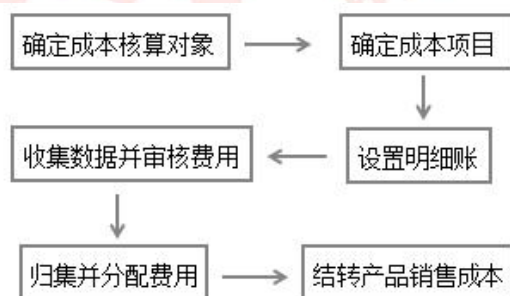 确定成本核算对象
确定成本项目
设置明细账
收集数据并审核费用
归集并分配费用
结转产品销售成本